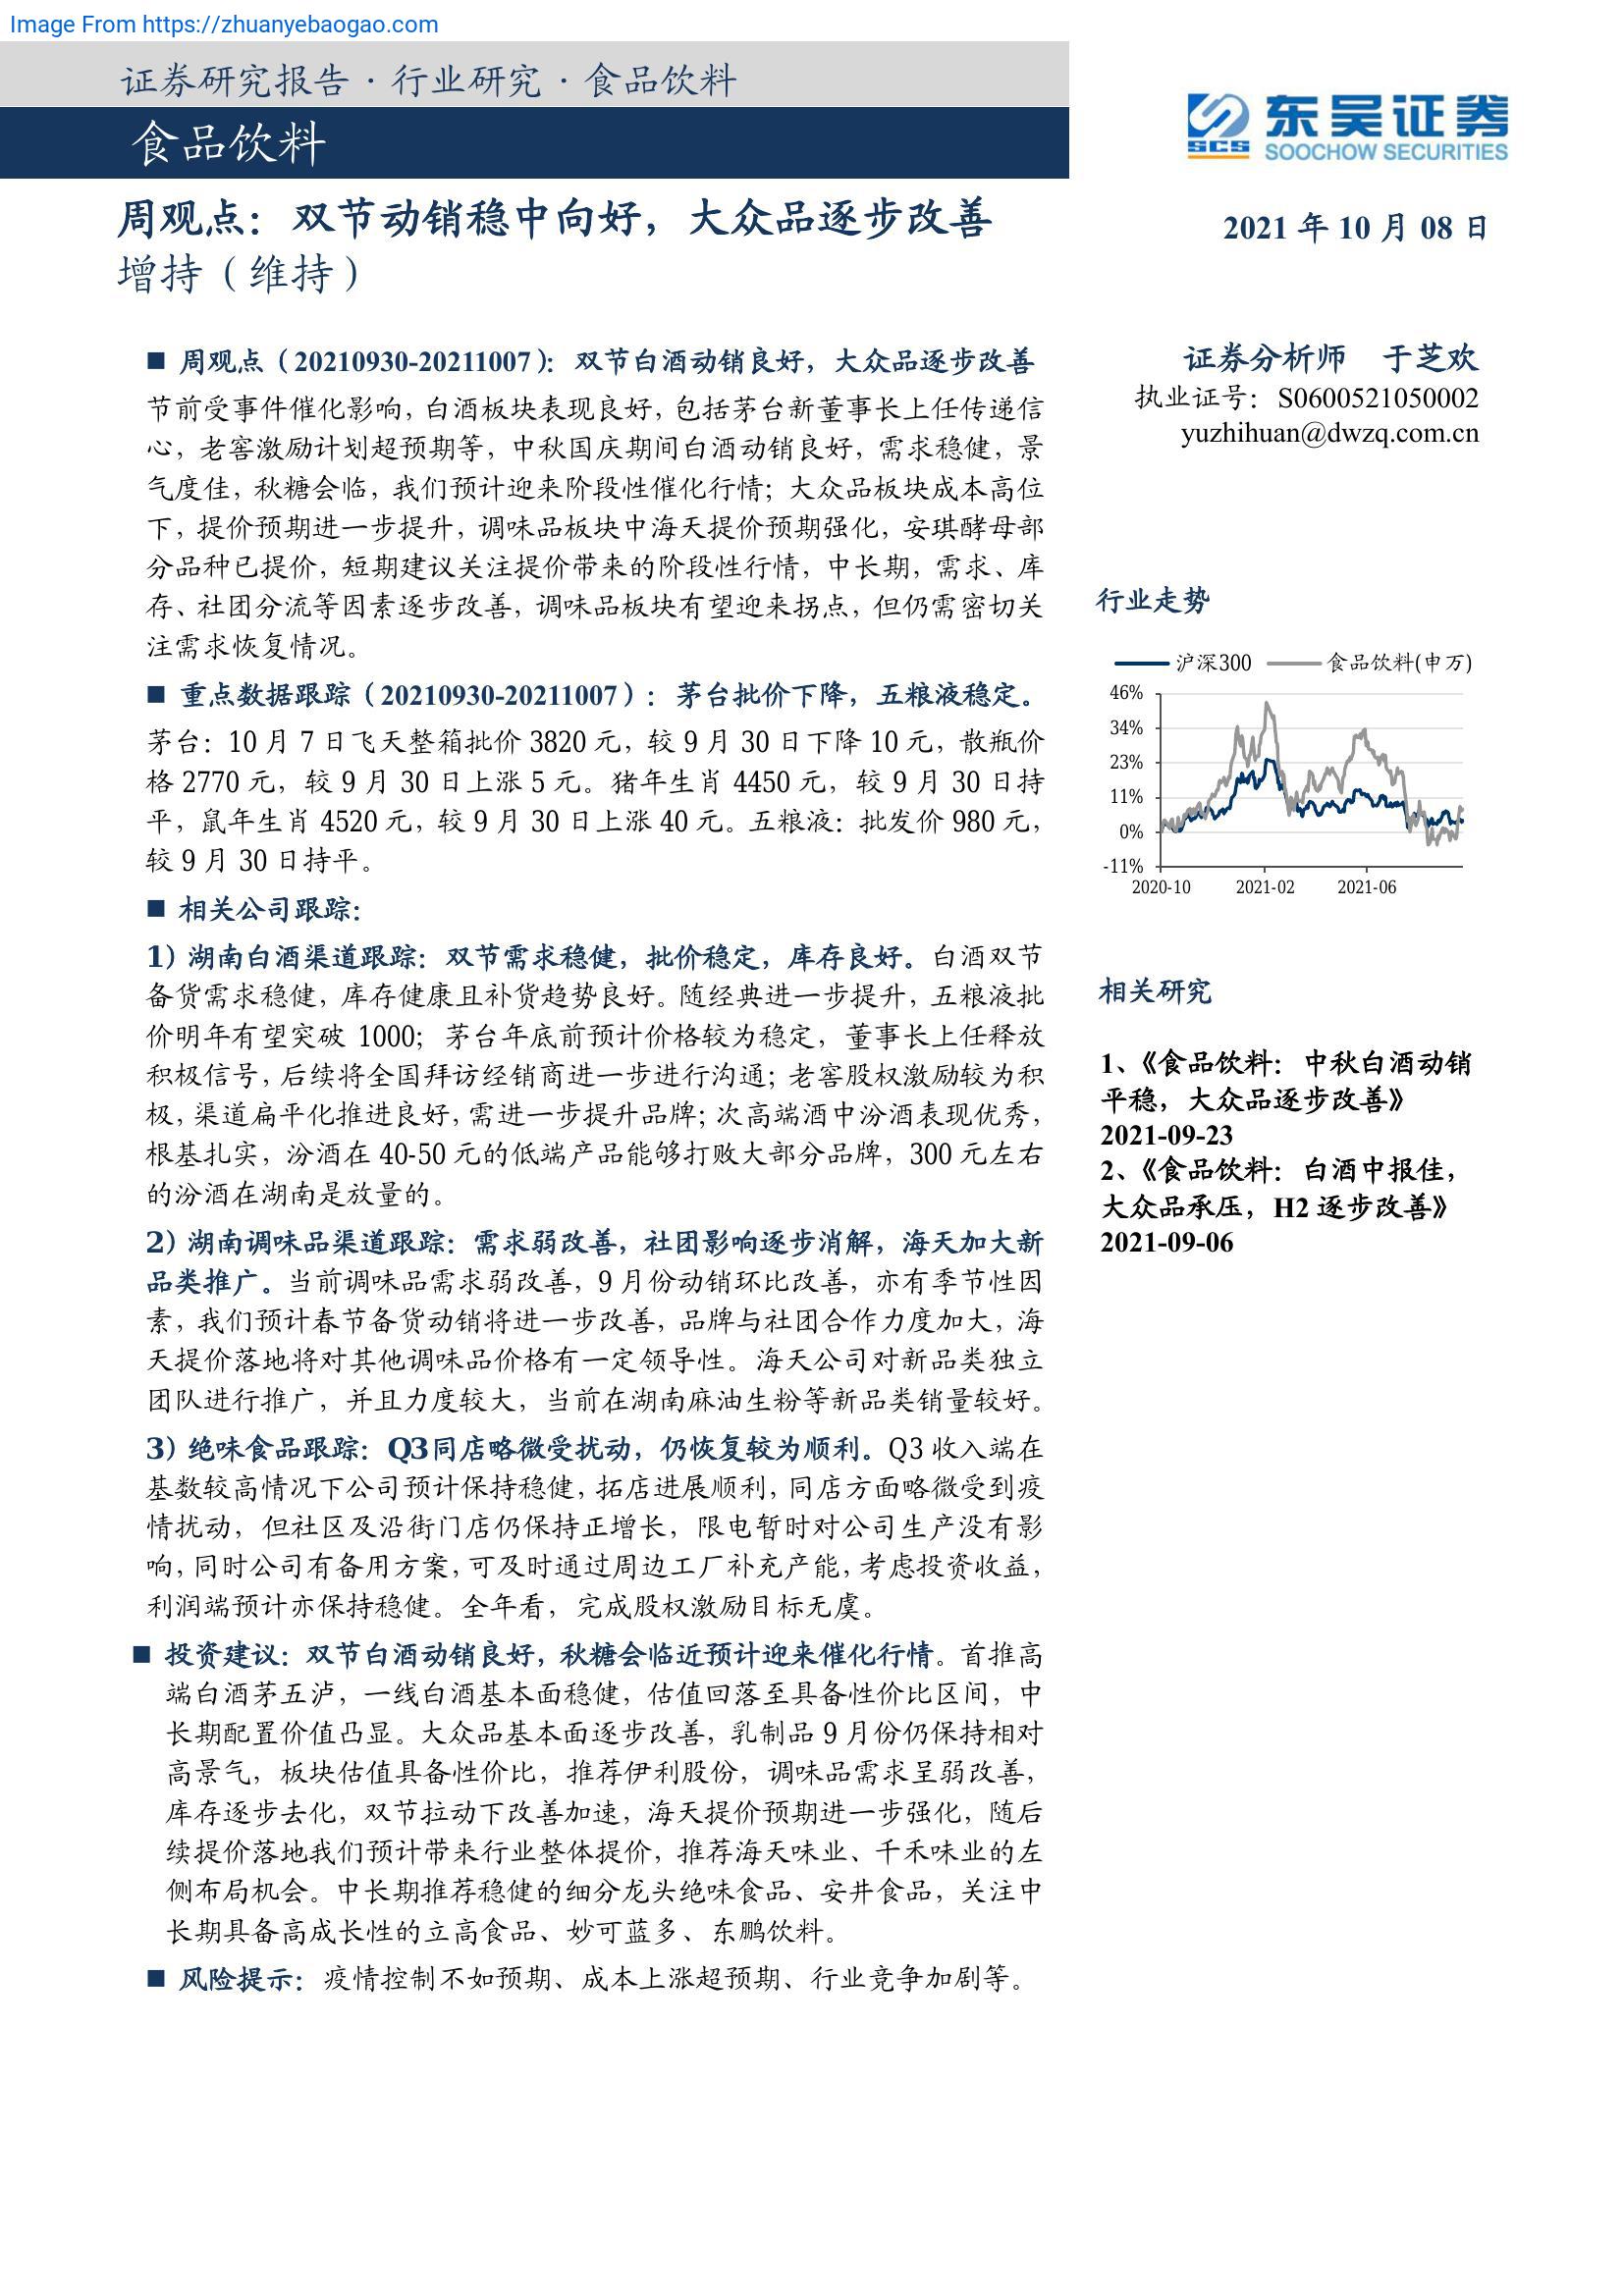 Image From https://zhuanyebaogao.com
证券研究报告 · 行业研究 · 食品饮料
食品饮料
东吴证券
SCS
SOOCHOW SECURITIES
周观点：双节动销稳中向好，大众品逐步改善
增持（维持）
2021 年 10 月 08 日
■ 周观点（20210930-20211007）：双节白酒动销良好，大众品逐步改善
节前受事件催化影响，白酒板块表现良好，包括茅台新董事长上任传递信
心，老窖激励计划超预期等，中秋国庆期间白酒动销良好，需求稳健，景
气度佳，秋糖会临，我们预计迎来阶段性催化行情；大众品板块成本高位
下，提价预期进一步提升，调味品板块中海天提价预期强化，安琪酵母部
分品种已提价，短期建议关注提价带来的阶段性行情，中长期，需求、库
存、社团分流等因素逐步改善，调味品板块有望迎来拐点，但仍需密切关
注需求恢复情况。
■ 重点数据跟踪（20210930-20211007）：茅台批价下降，五粮液稳定。
茅台：10 月 7 日飞天整箱批价 3820 元，较 9 月 30 日下降 10 元，散瓶价
格 2770 元，较 9 月 30 日上涨 5 元。猪年生肖 4450 元，较 9 月 30 日持
平，鼠年生肖 4520 元，较 9 月 30 日上涨 40 元。五粮液：批发价 980 元，
较 9 月 30 日持平。
■ 相关公司跟踪：
1）湖南白酒渠道跟踪：双节需求稳健，批价稳定，库存良好。白酒双节
备货需求稳健，库存健康且补货趋势良好。随经典进一步提升，五粮液批
价明年有望突破 1000；茅台年底前预计价格较为稳定，董事长上任释放
积极信号，后续将全国拜访经销商进一步进行沟通；老窖股权激励较为积
极，渠道扁平化推进良好，需进一步提升品牌；次高端酒中汾酒表现优秀，
根基扎实，汾酒在 40-50 元的低端产品能够打败大部分品牌，300 元左右
的汾酒在湖南是放量的。
2）湖南调味品渠道跟踪：需求弱改善，社团影响逐步消解，海天加大新
品类推广。当前调味品需求弱改善，9 月份动销环比改善，亦有季节性因
素，我们预计春节备货动销将进一步改善，品牌与社团合作力度加大，海
天提价落地将对其他调味品价格有一定领导性。海天公司对新品类独立
团队进行推广，并且力度较大，当前在湖南麻油生粉等新品类销量较好。
3）绝味食品跟踪：Q3同店略微受扰动，仍恢复较为顺利。Q3 收入端在
基数较高情况下公司预计保持稳健，拓店进展顺利，同店方面略微受到疫
情扰动，但社区及沿街门店仍保持正增长，限电暂时对公司生产没有影
响，同时公司有备用方案，可及时通过周边工厂补充产能，考虑投资收益，
利润端预计亦保持稳健。全年看，完成股权激励目标无虞。
■ 投资建议：双节白酒动销良好，秋糖会临近预计迎来催化行情。首推高
端白酒茅五泸，一线白酒基本面稳健，估值回落至具备性价比区间，中
长期配置价值凸显。大众品基本面逐步改善，乳制品 9 月份仍保持相对
高景气，板块估值具备性价比，推荐伊利股份，调味品需求呈弱改善，
库存逐步去化，双节拉动下改善加速，海天提价预期进一步强化，随后
续提价落地我们预计带来行业整体提价，推荐海天味业、千禾味业的左
侧布局机会。中长期推荐稳健的细分龙头绝味食品、安井食品，关注中
长期具备高成长性的立高食品、妙可蓝多、东鹏饮料。
■ 风险提示：疫情控制不如预期、成本上涨超预期、行业竞争加剧等。
证券分析师 于芝欢
执业证号：S0600521050002
yuzhihuan@dwzq.com.cn
行业走势
沪深300 食品饮料(申万)
46%
34%
23%
11%
0%
-11%
2020-10 2021-02 2021-06
相关研究
1、《食品饮料：中秋白酒动销
平稳，大众品逐步改善》
2021-09-23
2、《食品饮料：白酒中报佳，
大众品承压，H2 逐步改善》
2021-09-06